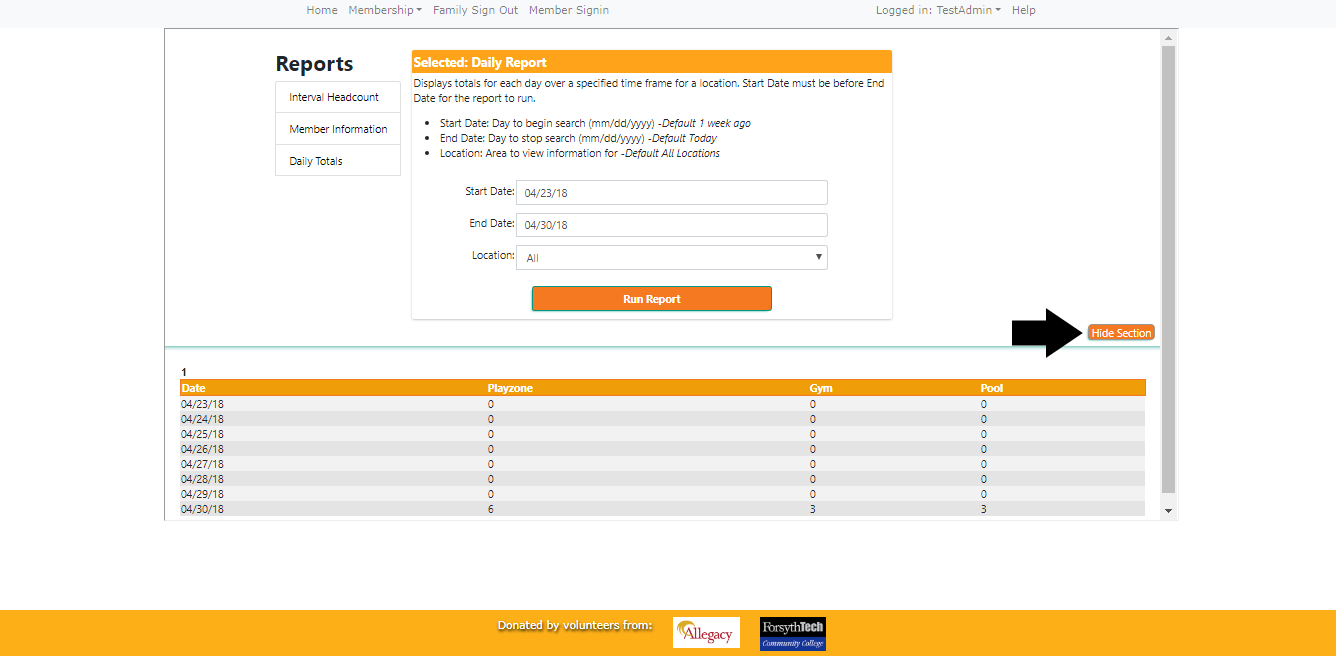 Home Membership Family Sign Out Member Signin Logged in: TestAdmin Help
Reports
Interval Headcount
Member Information
Daily Totals
Selected: Daily Report
Displays totals for each day over a specified time frame for a location. Start Date must be before End
Date for the report to run.
Start Date: Day to begin search (mm/dd/yyyy) -Default 1 week ago
End Date: Day to stop search (mm/dd/yyyy) -Default Today
Location: Area to view information for -Default All Locations
Start Date: 04/23/18
End Date: 04/30/18
Location: All
Run Report
Hide Section
1
Date Playzone Gym Pool
04/23/18 0 0 0
04/24/18 0 0 0
04/25/18 0 0 0
04/26/18 0 0 0
04/27/18 0 0 0
04/28/18 0 0 0
04/29/18 0 0 0
04/30/18 6 3 3
Donated by volunteers from:
Allegacy
ForsythTech
Community College